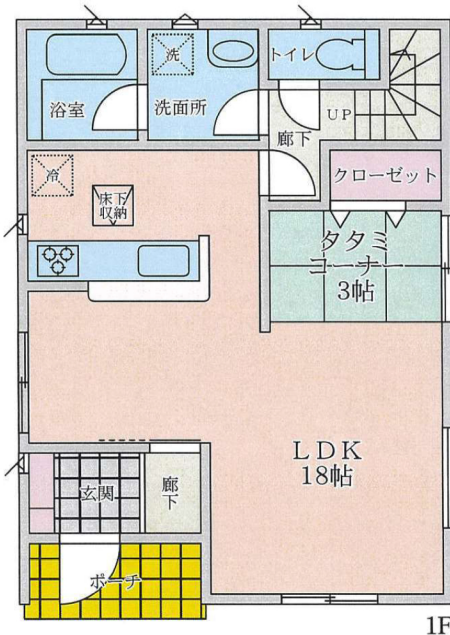 洗
トイレ
浴室
洗面所
UP
廊下
冷
床下
収納
クローゼット
タタミ
コーナー
3帖
LDK
18帖
玄関
廊下
ポーチ
1F